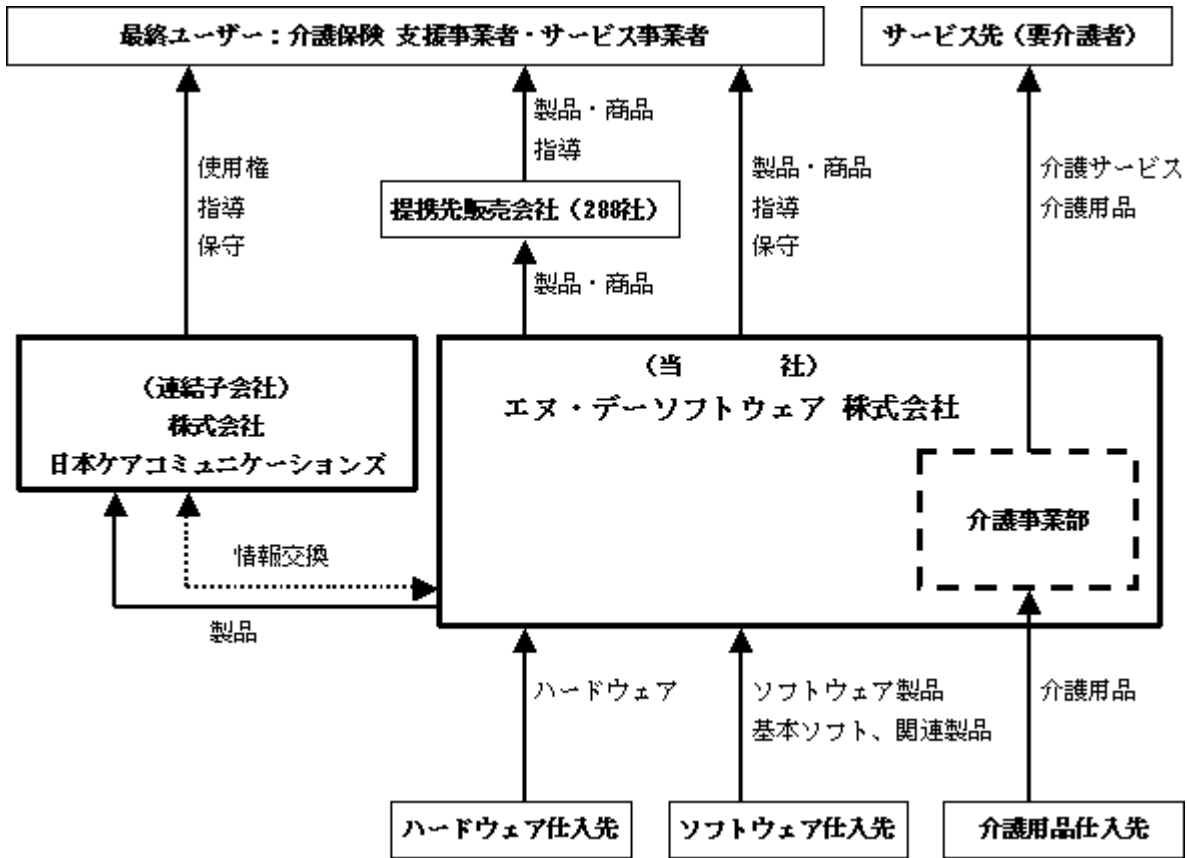 最終ユーザー：介護保険 支援事業者・サービス事業者
サービス先（要介護者）
製品・商品
指導
使用権
指導
保守
製品・商品
指導
保守
介護サービス
介護用品
提携先販売会社（288社）
製品・商品
（連結子会社）
株式会社
日本ケアコミュニケーションズ
（当 社）
エヌ・デーソフトウェア 株式会社
介護事業部
情報交換
製品
ハードウェア
ソフトウェア製品
基本ソフト、関連製品
介護用品
ハードウェア仕入先
ソフトウェア仕入先
介護用品仕入先